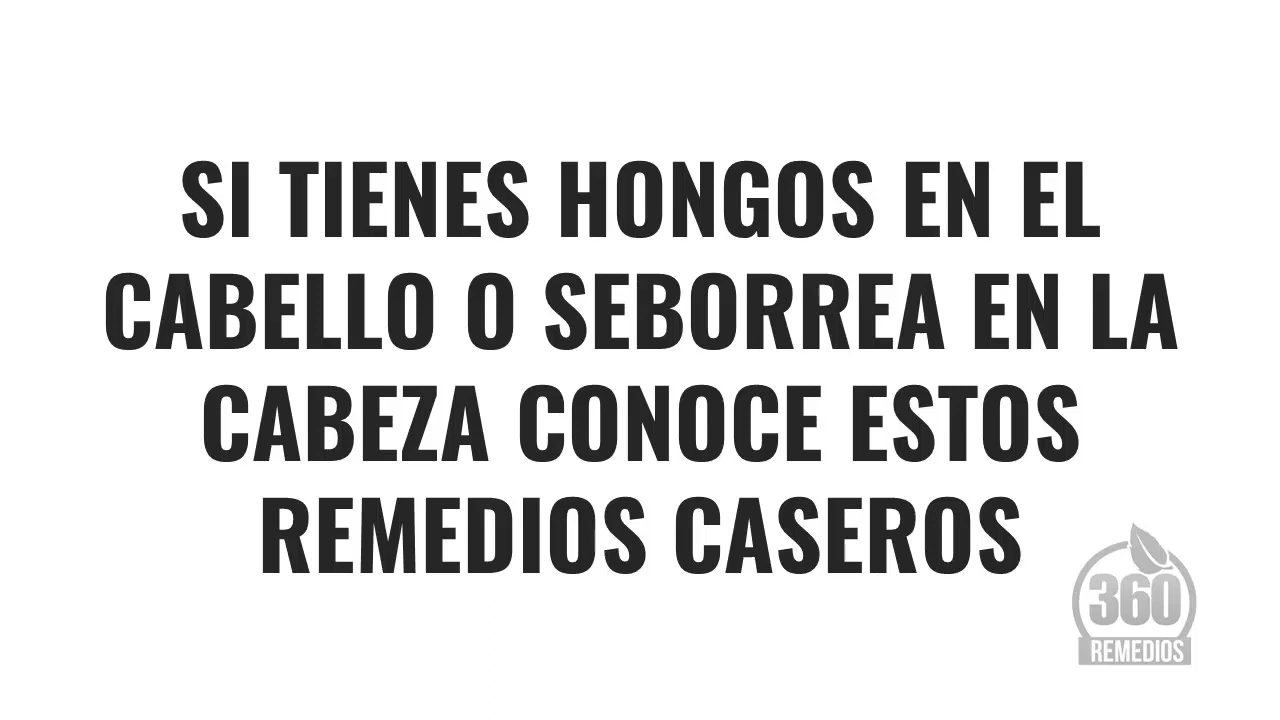 SI TIENES HONGOS EN EL
CABELLO O SEBORREA EN LA
CABEZA CONOCE ESTOS
REMEDIOS CASEROS
360
REMEDIOS